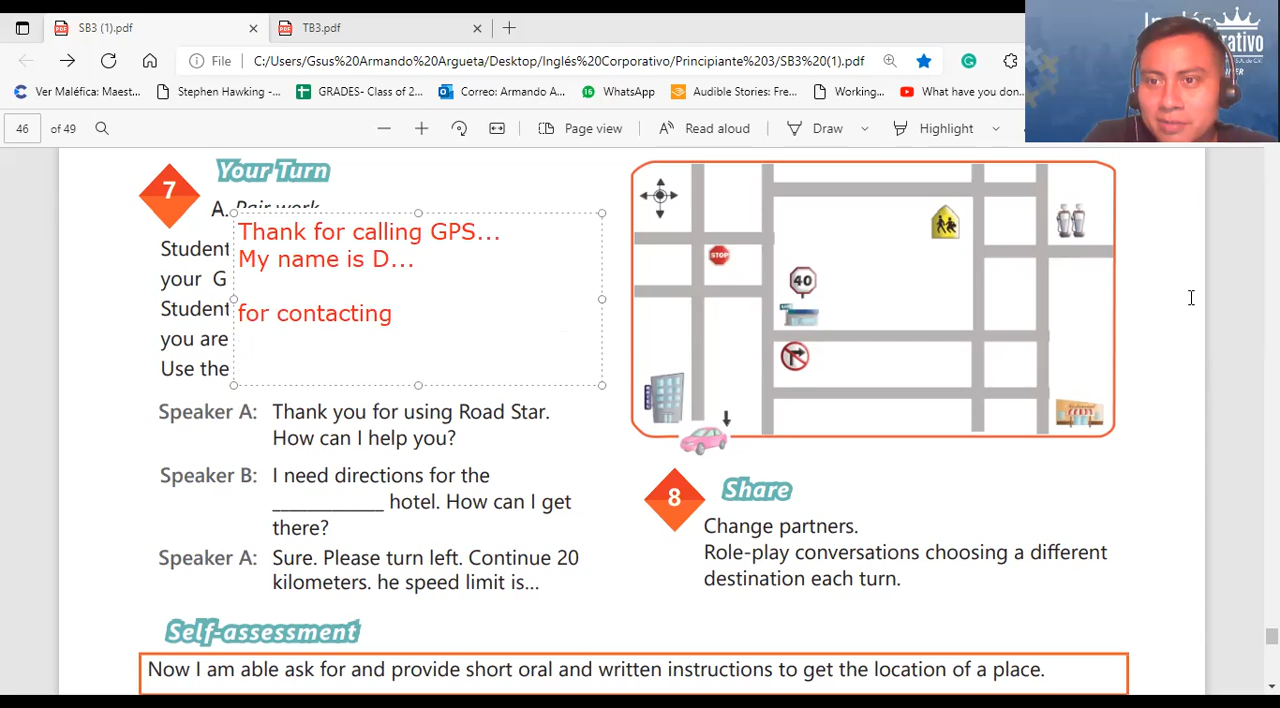 SB3 (1).pdf
TB3.pdf
File
C:/Users/Gsus%20Armando%20Argueta/Desktop/Inglés%20Corporativo/Principiante%203/SB3%20(1).pdf
Ver Maléfica: Maest...
Stephen Hawking -...
GRADES- Class of 2...
Correo: Armando A...
WhatsApp
Audible Stories: Fre...
Working...
What have you don...
46
of 49
Page view
Read aloud
Draw
Highlight
7
Your Turn
A. Pair work
Student
your G
Student
you are
Use the
Thank for calling GPS...
My name is D...
for contacting
Speaker A: Thank you for using Road Star.
How can I help you?
Speaker B: I need directions for the
____________ hotel. How can I get
there?
Speaker A: Sure. Please turn left. Continue 20
kilometers. he speed limit is...
STOP
40
8
Share
Change partners.
Role-play conversations choosing a different
destination each turn.
Self-assessment
Now I am able ask for and provide short oral and written instructions to get the location of a place.